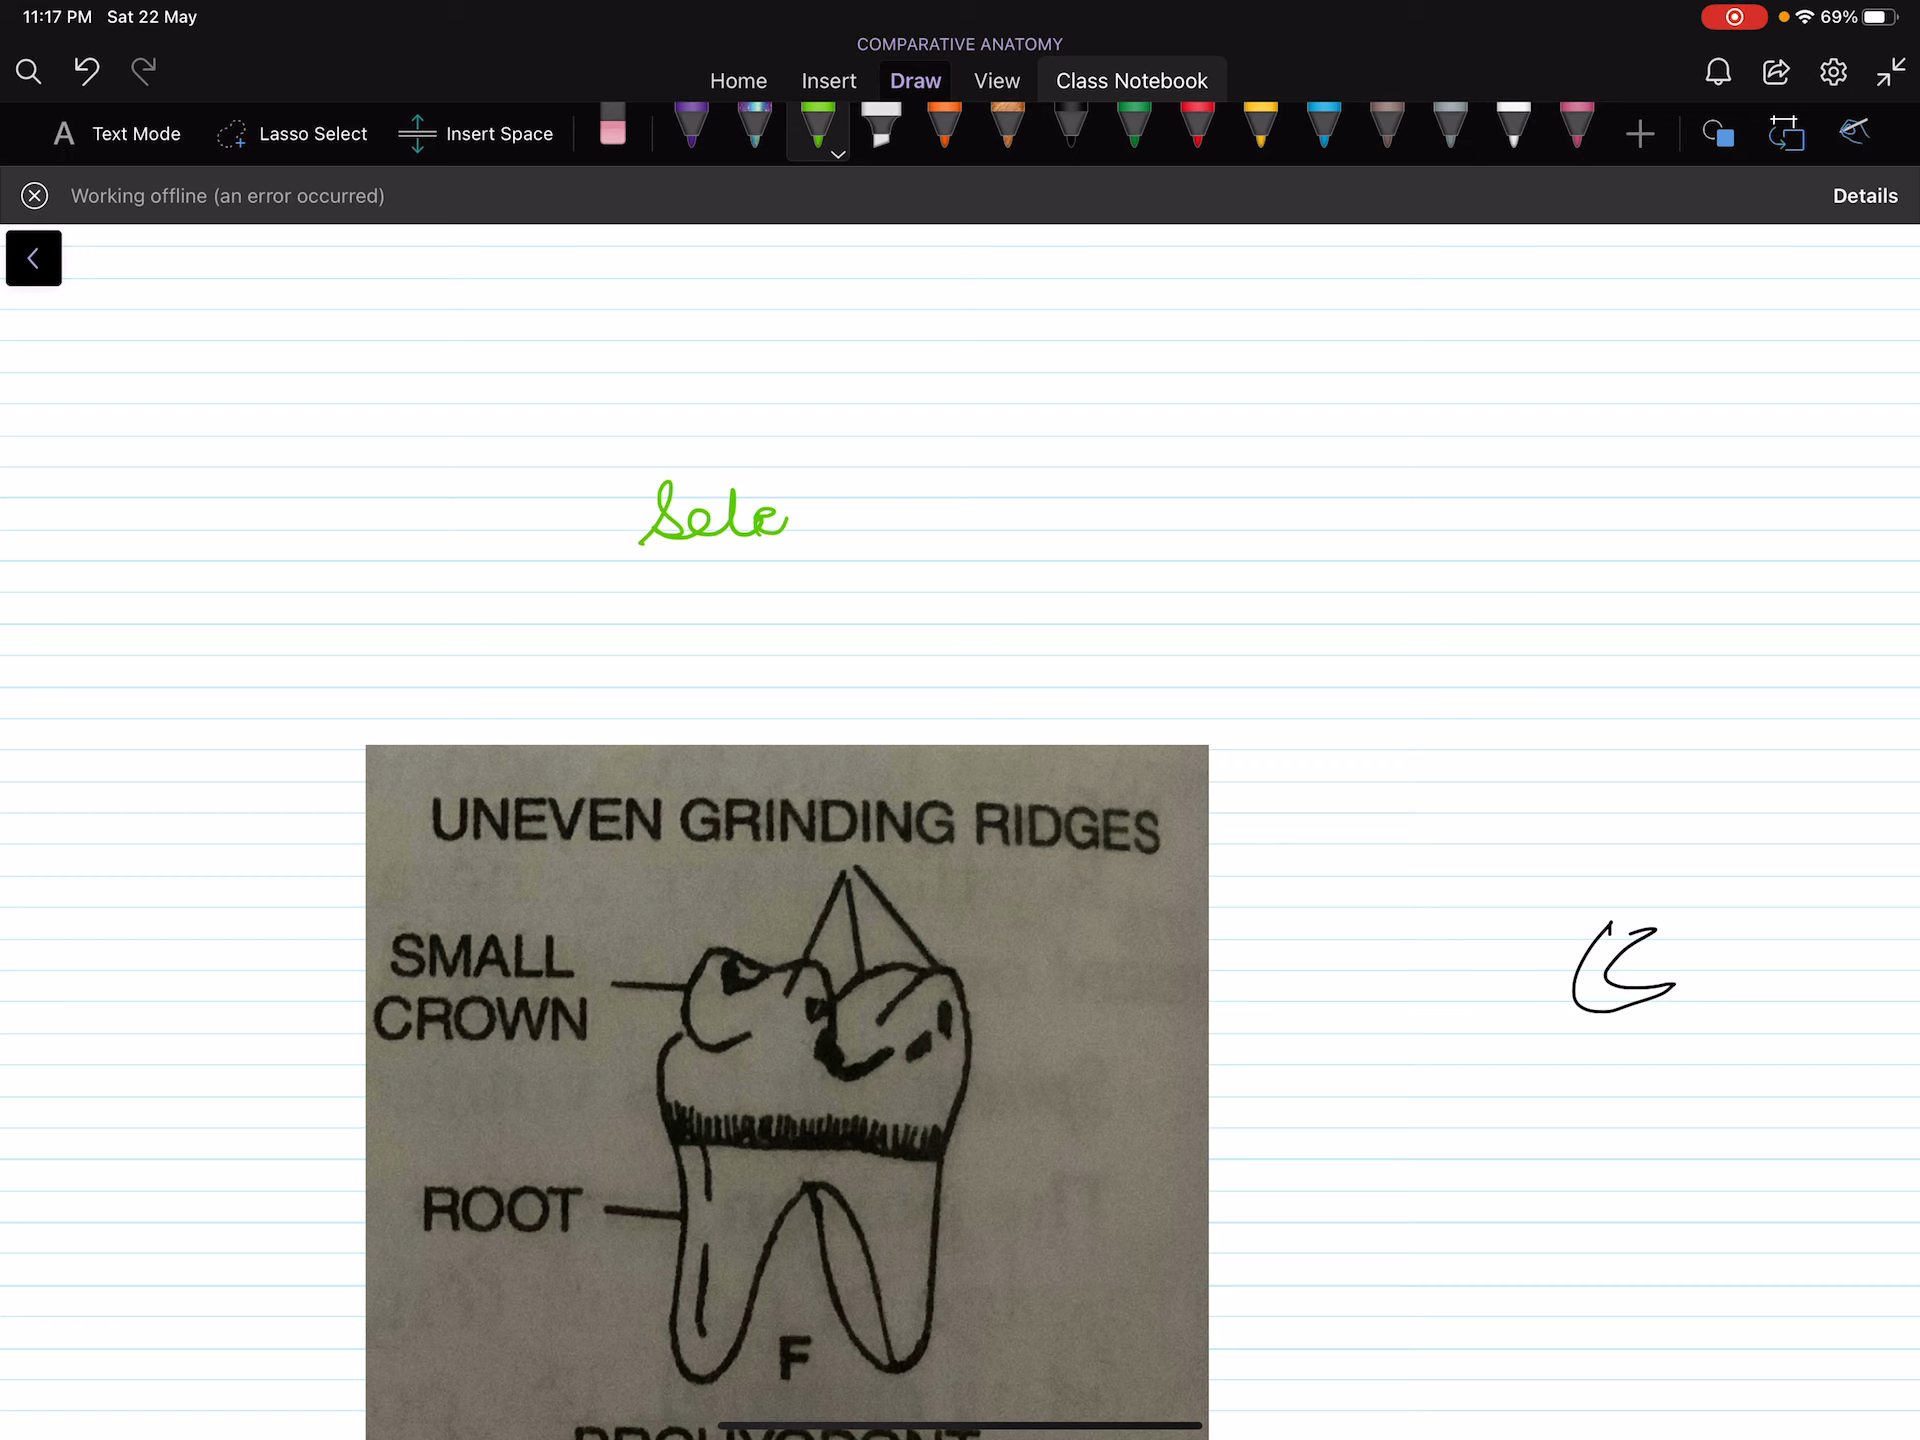 11:17 PM Sat 22 May
69%
COMPARATIVE ANATOMY
Home Insert Draw View Class Notebook
A Text Mode Lasso Select Insert Space
Working offline (an error occurred) Details
Sele
UNEVEN GRINDING RIDGES
SMALL
CROWN
ROOT
F